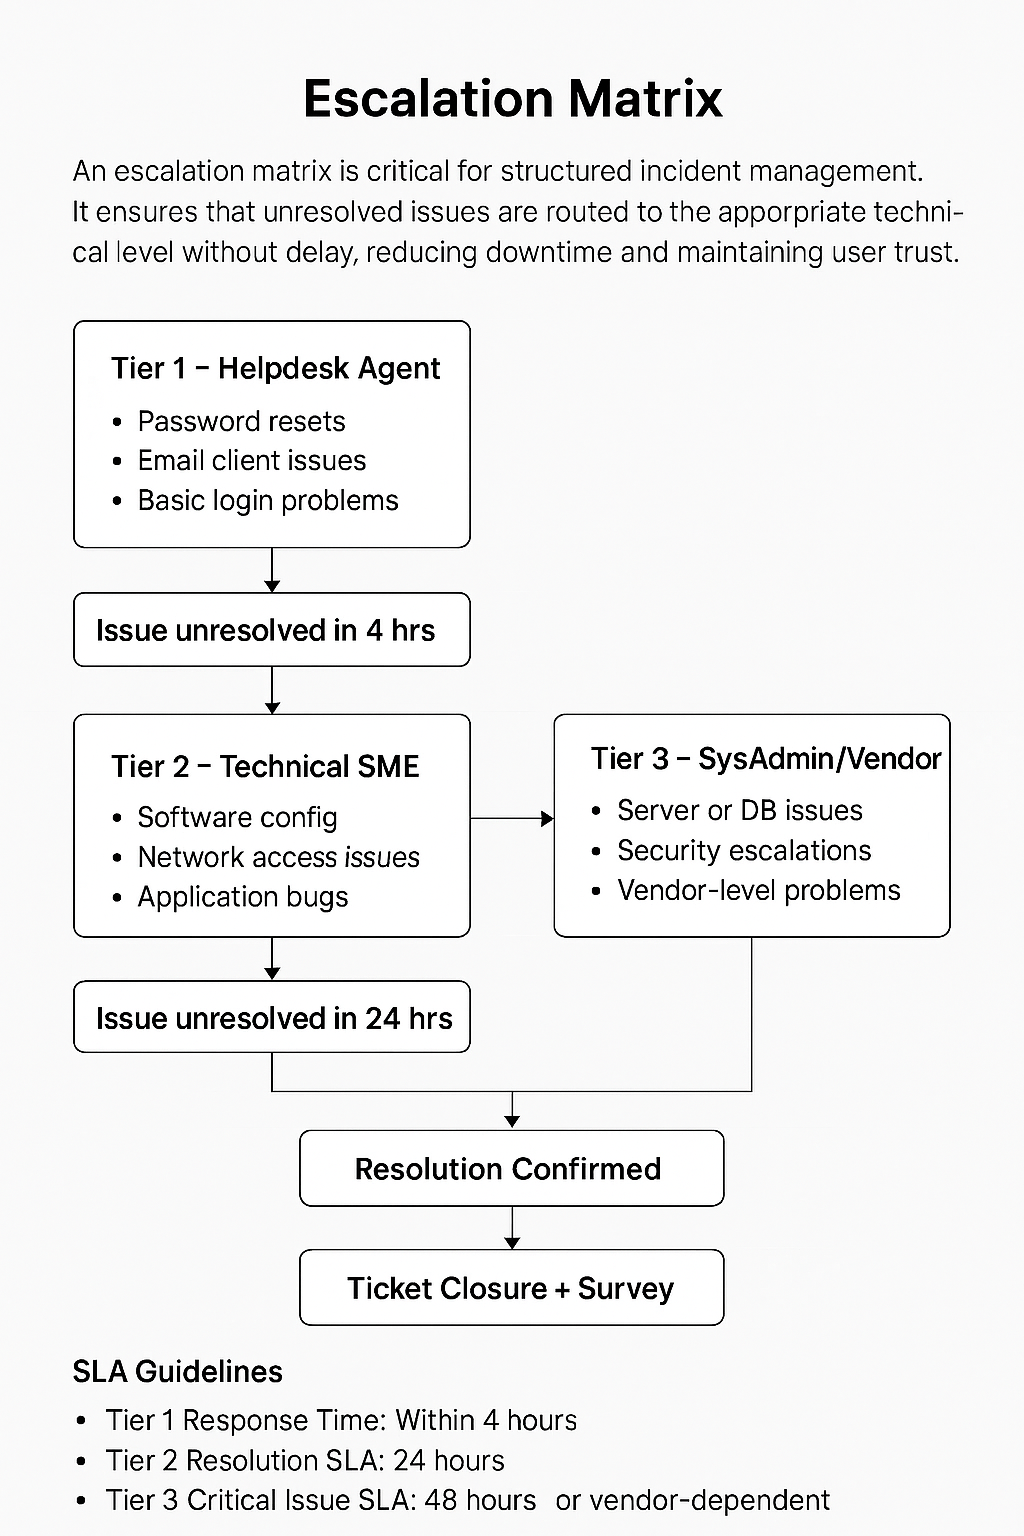 Escalation Matrix
An escalation matrix is critical for structured incident management.
It ensures that unresolved issues are routed to the apporpriate techni-
cal level without delay, reducing downtime and maintaining user trust.
Tier 1 – Helpdesk Agent
• Password resets
• Email client issues
• Basic login problems
Issue unresolved in 4 hrs
Tier 2 – Technical SME
• Software config
• Network access issues
• Application bugs
Tier 3 – SysAdmin/Vendor
• Server or DB issues
• Security escalations
• Vendor-level problems
Issue unresolved in 24 hrs
Resolution Confirmed
Ticket Closure + Survey
SLA Guidelines
• Tier 1 Response Time: Within 4 hours
• Tier 2 Resolution SLA: 24 hours
• Tier 3 Critical Issue SLA: 48 hours or vendor-dependent